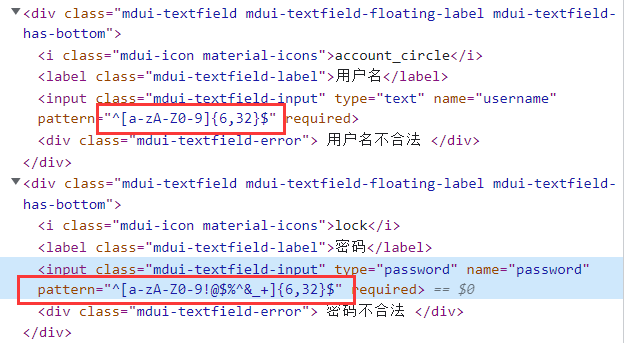 <div class="mdui-textfield mdui-textfield-floating-label mdui-textfield-
has-bottom">
<i class="mdui-icon material-icons">account_circle</i>
<label class="mdui-textfield-label">用户名</label>
<input class="mdui-textfield-input" type="text" name="username"
pattern="^[a-zA-Z0-9]{6,32}$" required>
<div class="mdui-textfield-error"> 用户名不合法 </div>
</div>
<div class="mdui-textfield mdui-textfield-floating-label mdui-textfield-
has-bottom">
<i class="mdui-icon material-icons">lock</i>
<label class="mdui-textfield-label">密码</label>
<input class="mdui-textfield-input" type="password" name="password"
pattern="^[a-zA-Z0-9!@$%^&_+]{6,32}$" required> == $0
<div class="mdui-textfield-error"> 密码不合法 </div>
</div>